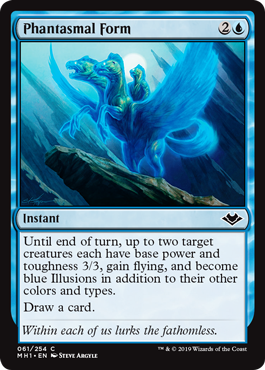 Phantasmal Form 2
Instant
Until end of turn, up to two target
creatures each have base power and
toughness 3/3, gain flying, and become
blue Illusions in addition to their other
colors and types.
Draw a card.
Within each of us lurks the fathomless.
061/254 C
MH1 • EN Steve Argyle
™ & © 2019 Wizards of the Coast